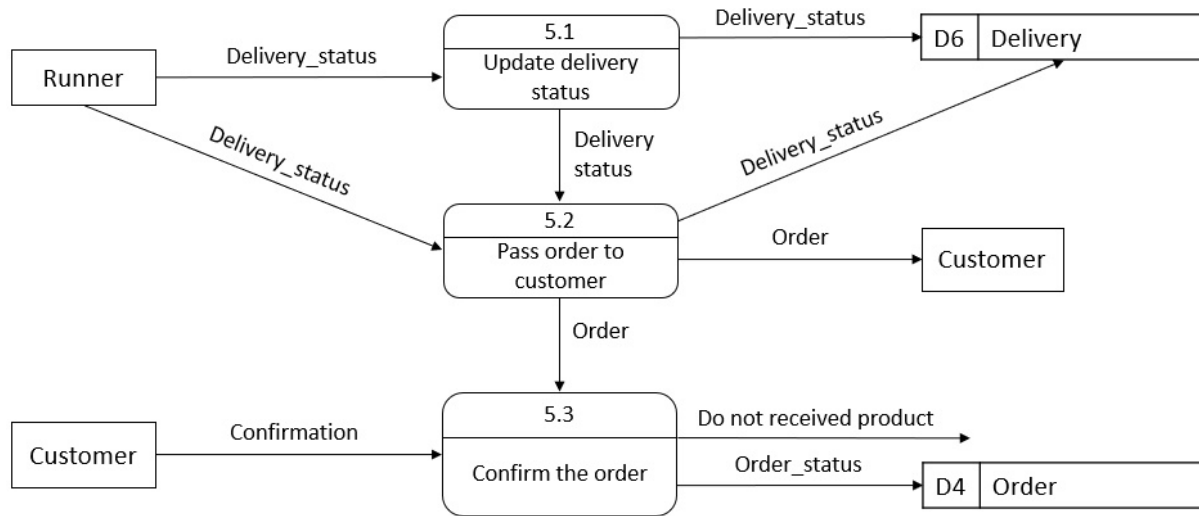 5.1
Delivery_status
D6 Delivery
Runner
Delivery_status
Update delivery
status
Delivery_status
Delivery
status
Delivery_status
5.2
Pass order to
customer
Order
Customer
Order
5.3
Customer
Confirmation
Confirm the order
Do not received product
Order_status
D4 Order